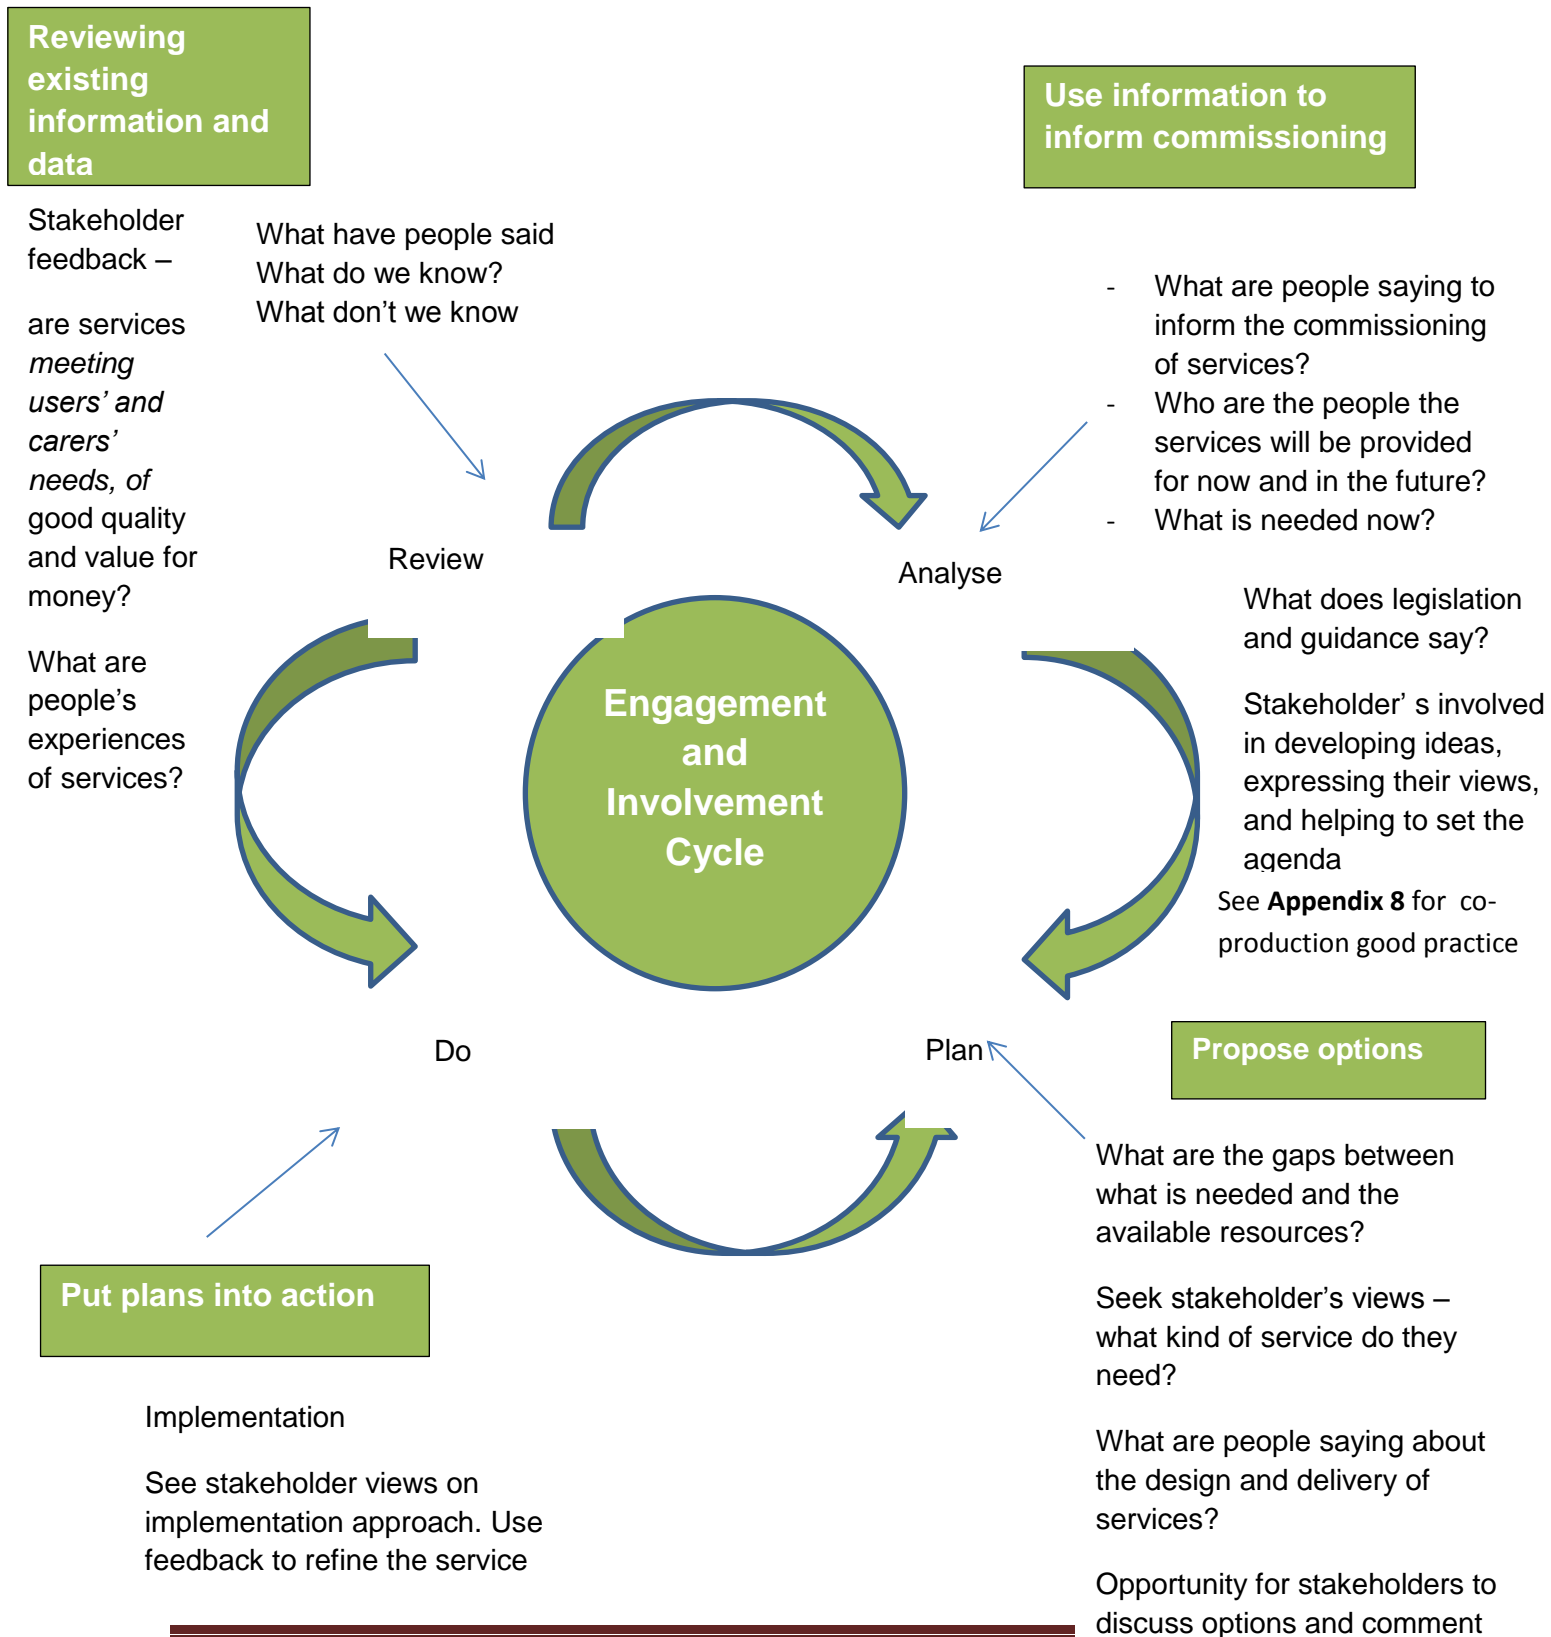 Reviewing
existing
information and
data
Stakeholder
feedback –
are services
meeting
users’ and
carers’
needs, of
good quality
and value for
money?
What are
people’s
experiences
of services?
What have people said
What do we know?
What don’t we know
Use information to
inform commissioning
- What are people saying to
inform the commissioning
of services?
- Who are the people the
services will be provided
for now and in the future?
- What is needed now?
What does legislation
and guidance say?
Stakeholder’ s involved
in developing ideas,
expressing their views,
and helping to set the
agenda
See Appendix 8 for co-
production good practice
Review
Analyse
Engagement
and
Involvement
Cycle
Do
Plan
Propose options
What are the gaps between
what is needed and the
available resources?
Seek stakeholder’s views –
what kind of service do they
need?
What are people saying about
the design and delivery of
services?
Opportunity for stakeholders to
discuss options and comment
Put plans into action
Implementation
See stakeholder views on
implementation approach. Use
feedback to refine the service